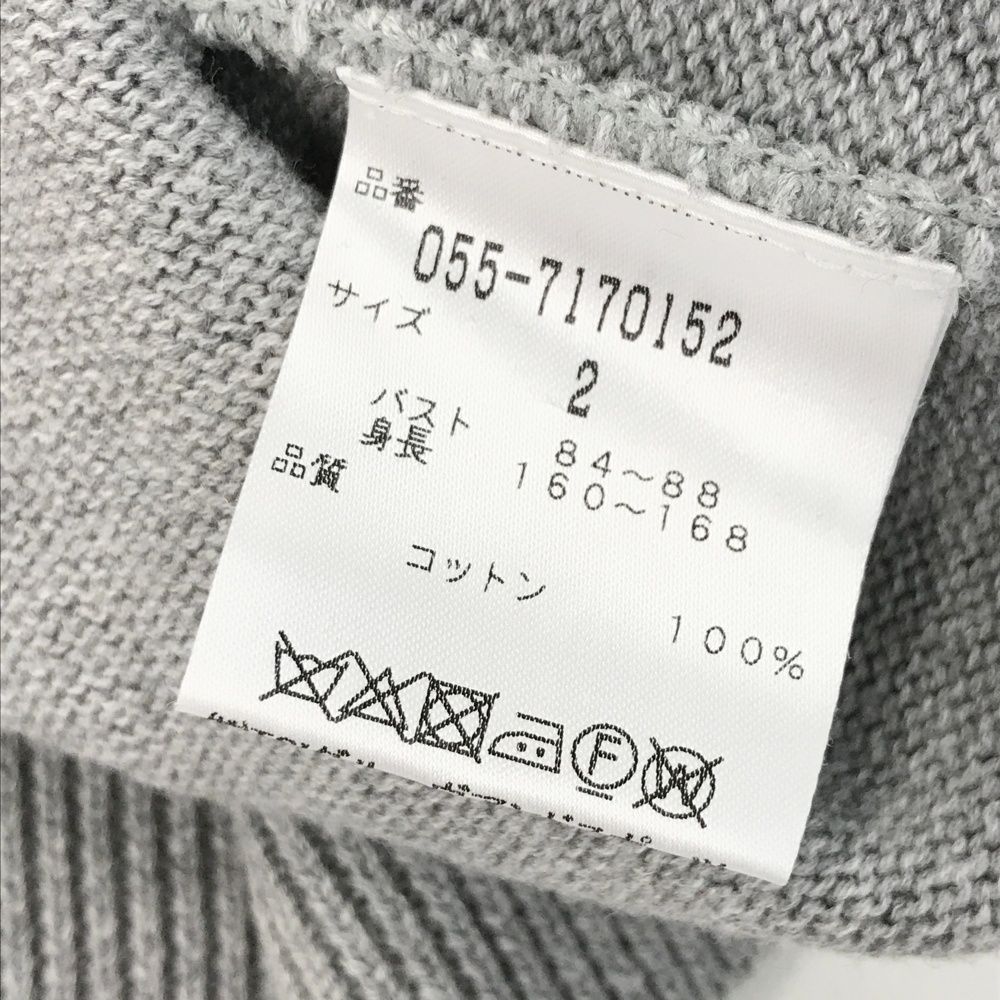 品番
055-7170152
サイズ
2
バスト 84～88
身長 160～168
品質
コットン 100%
F
W